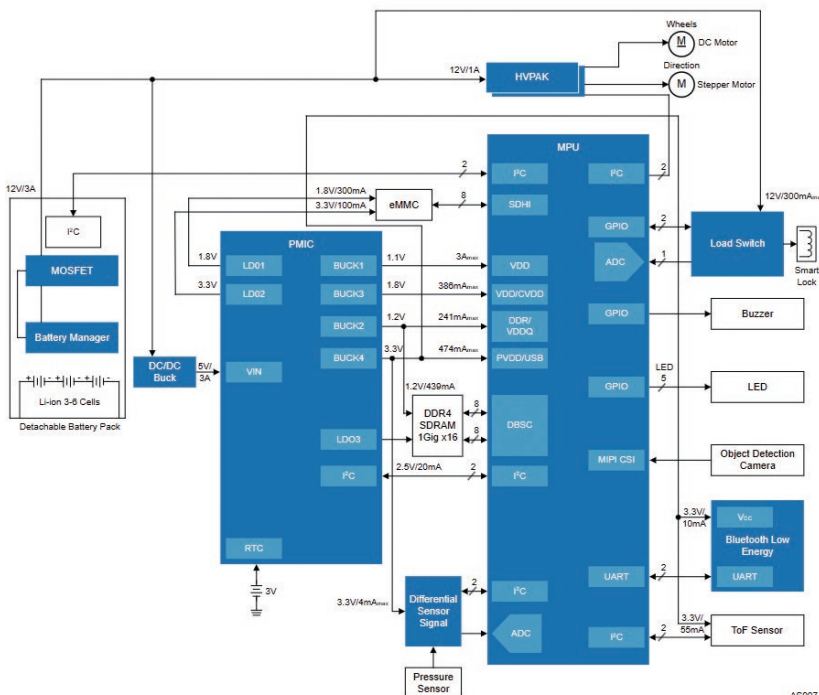 Wheels
DC Motor
M
Direction
Stepper Motor
M
12V/1A
HVPAK
MPU
12V/3A
I²C
MOSFET
Battery Manager
Li-ion 3-6 Cells
Detachable Battery Pack
DC/DC
Buck
5V/
3A
1.8V/300mA
3.3V/100mA
eMMC
8
2
I²C
SDHI
I²C
2
PMIC
1.8V
LDO1
3.3V
LDO2
VIN
BUCK1
1.1V
3Amax
VDD
BUCK3
1.8V
386mAmax
VDD/CVDD
BUCK2
1.2V
241mAmax
DDR/
VDDQ
BUCK4
3.3V
474mAmax
PVDD/USB
1.2V/439mA
DDR4
SDRAM
1Gig x16
8
8
DBSC
LDO3
I²C
2.5V/20mA
2
I²C
RTC
3V
3.3V/4mAmax
Differential
Sensor
Signal
2
I²C
ADC
Pressure
Sensor
GPIO
2
ADC
1
12V/300mAmax
Load Switch
Smart
Lock
GPIO
Buzzer
GPIO
LED
5
LED
MIPI CSI
Object Detection
Camera
3.3V/
10mA
Vcc
Bluetooth Low
Energy
UART
2
UART
3.3V/
55mA
I²C
2
ToF Sensor